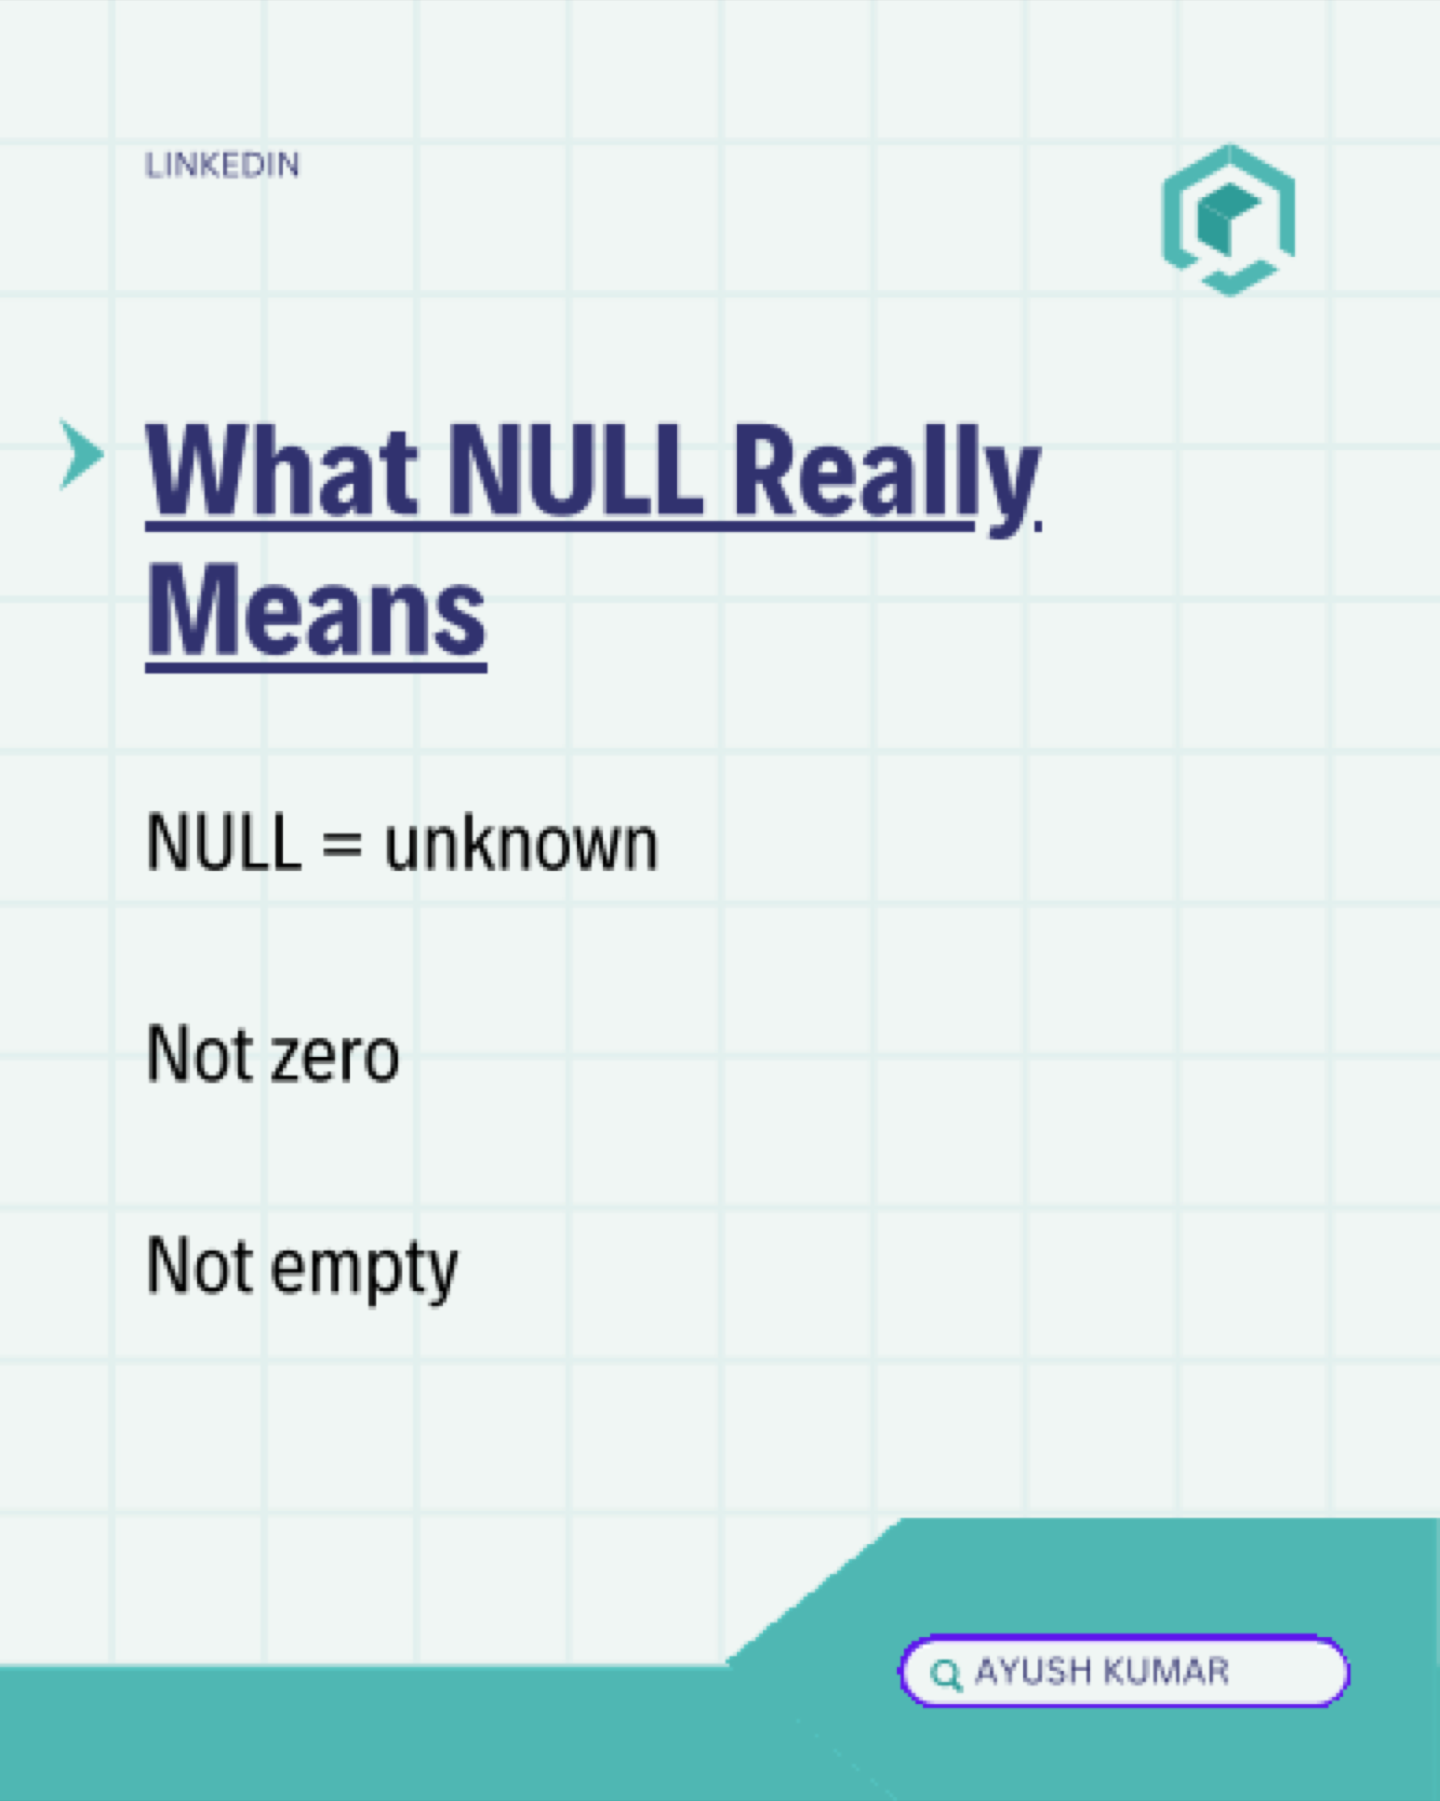 LINKEDIN
What NULL Really
Means
NULL = unknown
Not zero
Not empty
AYUSH KUMAR